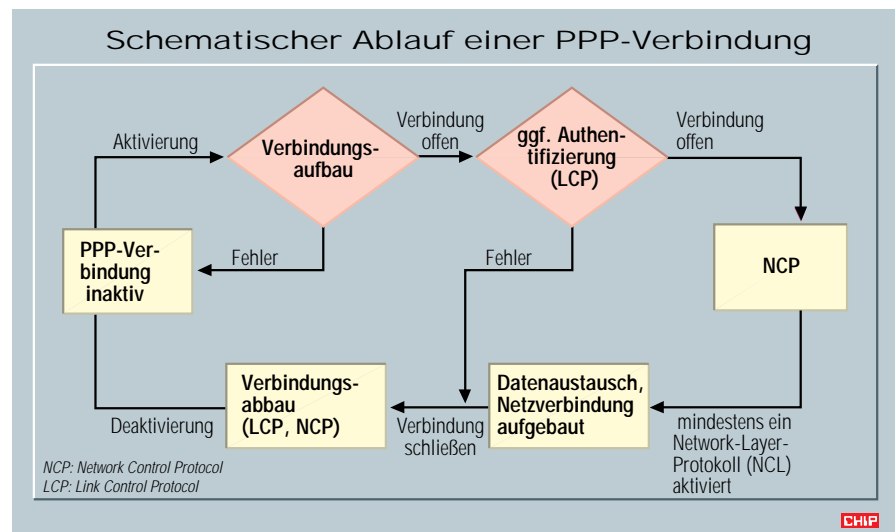 Schematischer Ablauf einer PPP-Verbindung
Aktivierung
Verbindungs-
aufbau
Verbindung
offen
ggf. Authen-
tifizierung
(LCP)
Verbindung
offen
PPP-Ver-
bindung
inaktiv
Fehler
Fehler
NCP
Verbindungs-
abbau
(LCP, NCP)
Datenaustausch,
Netzverbindung
aufgebaut
Deaktivierung
Verbindung
schließen
mindestens ein
Network-Layer-
Protokoll (NCL)
aktiviert
NCP: Network Control Protocol
LCP: Link Control Protocol
CHIP